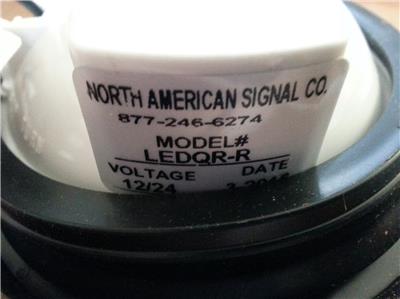 NORTH AMERICAN SIGNAL CO.
877-246-6274
MODEL#
LEDQR-R
VOLTAGE DATE
12/24